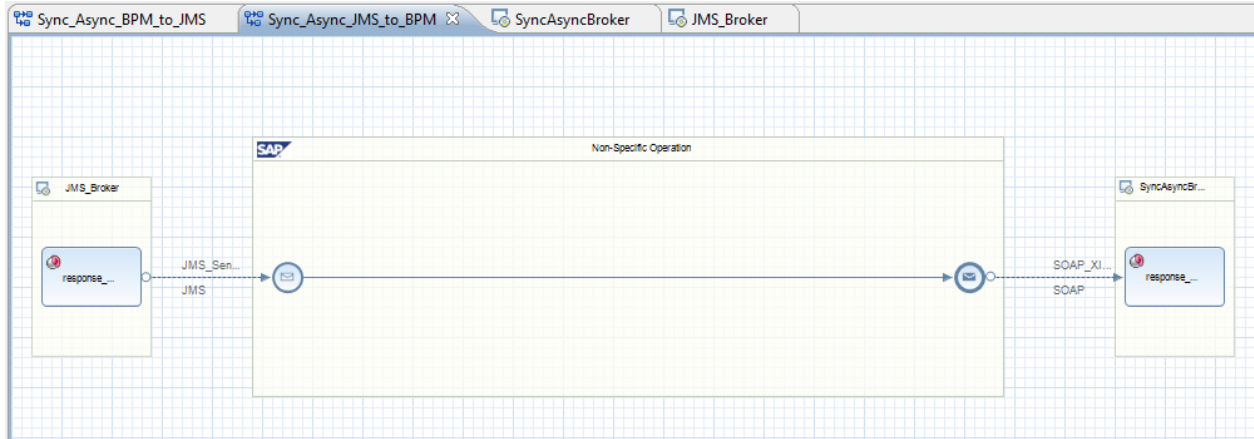 Sync_Async_BPM_to_JMS
Sync_Async_JMS_to_BPM
SyncAsyncBroker
JMS_Broker
SAP
Non-Specific Operation
JMS_Broker
response_...
JMS_Sen...
JMS
SOAP_XI...
SOAP
SyncAsyncBr...
response_...